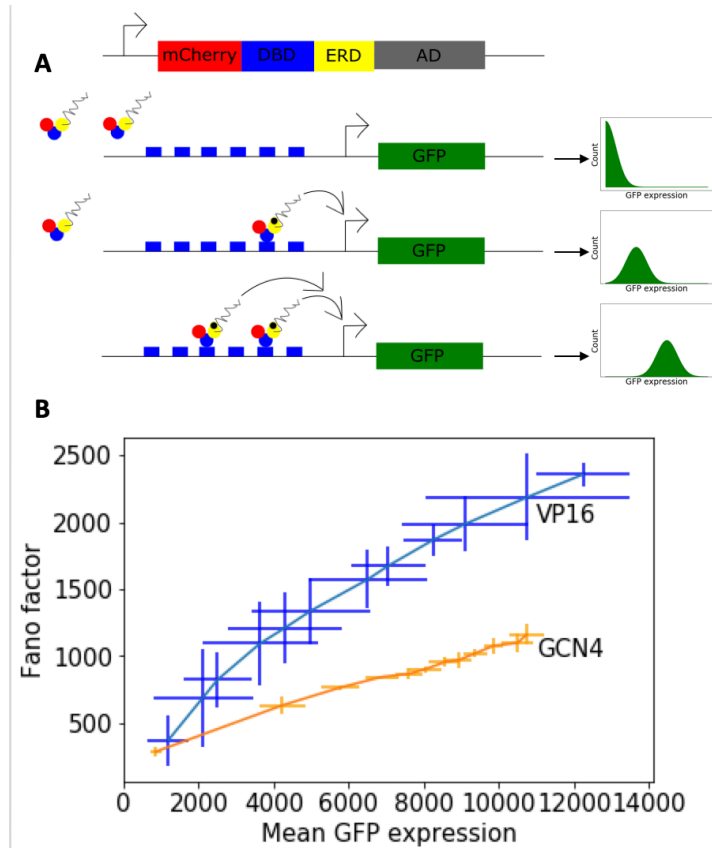 A
mCherry DBD ERD AD
GFP
Count
GFP expression
GFP
Count
GFP expression
GFP
Count
GFP expression
B
2500
2000
1500
1000
500
Fano factor
VP16
GCN4
0 2000 4000 6000 8000 10000 12000 14000
Mean GFP expression